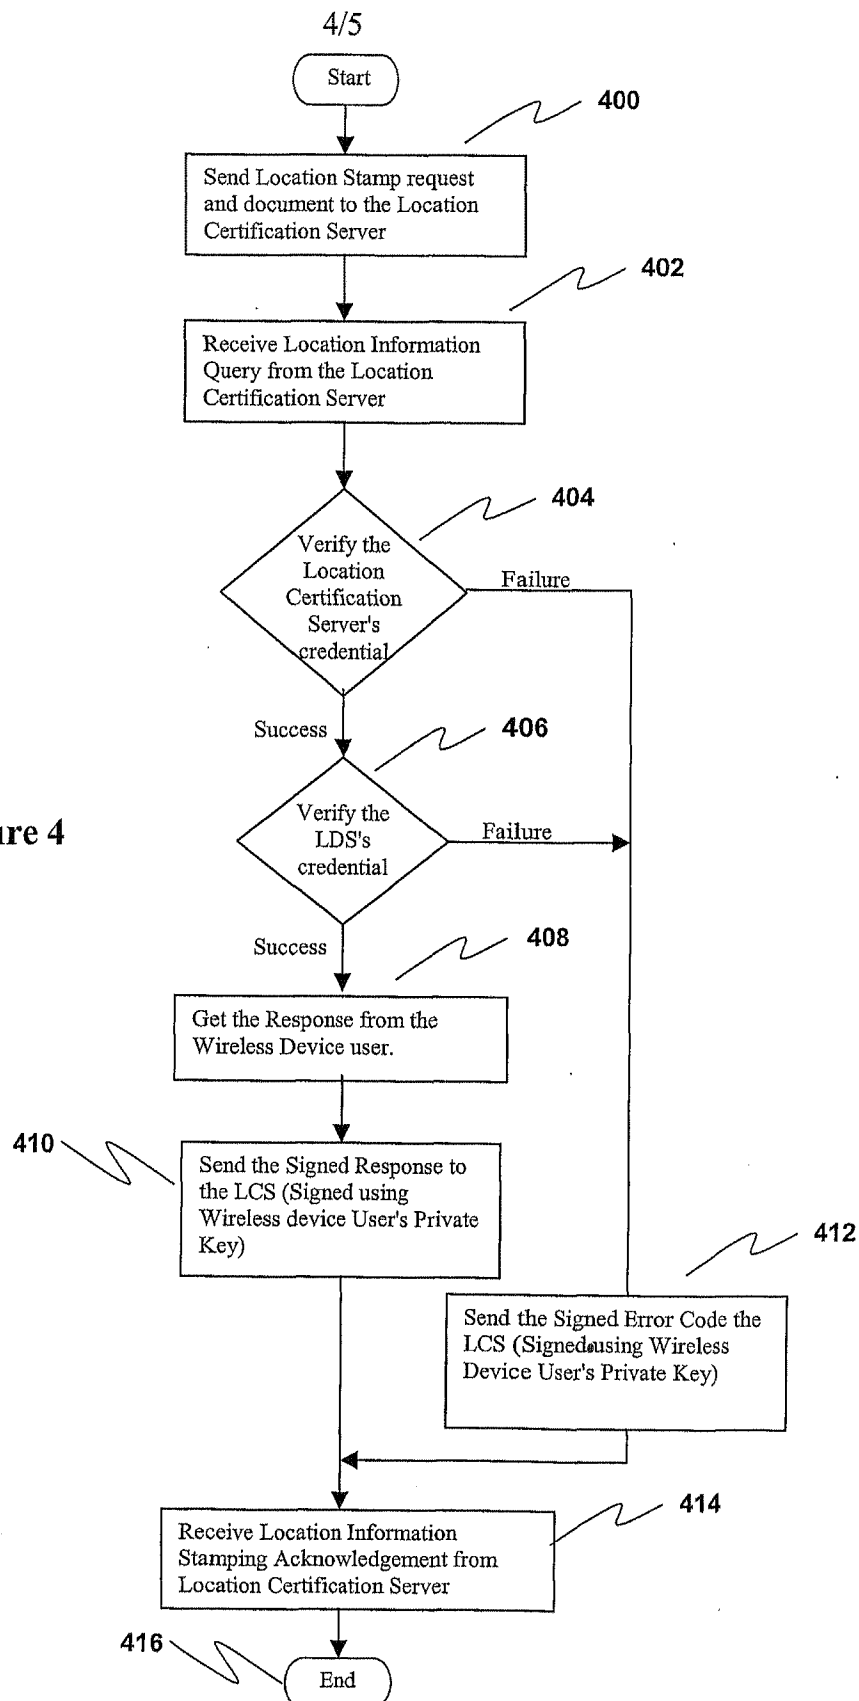 4/5
Start
400
Send Location Stamp request
and document to the Location
Certification Server
402
Receive Location Information
Query from the Location
Certification Server
404
Verify the
Location
Certification
Server's
credential
Failure
Success
406
Verify the
LDS's
credential
Failure
ure 4
Success
408
Get the Response from the
Wireless Device user.
410
Send the Signed Response to
the LCS (Signed using
Wireless device User's Private
Key)
412
Send the Signed Error Code the
LCS (Signed using Wireless
Device User's Private Key)
414
Receive Location Information
Stamping Acknowledgement from
Location Certification Server
416
End